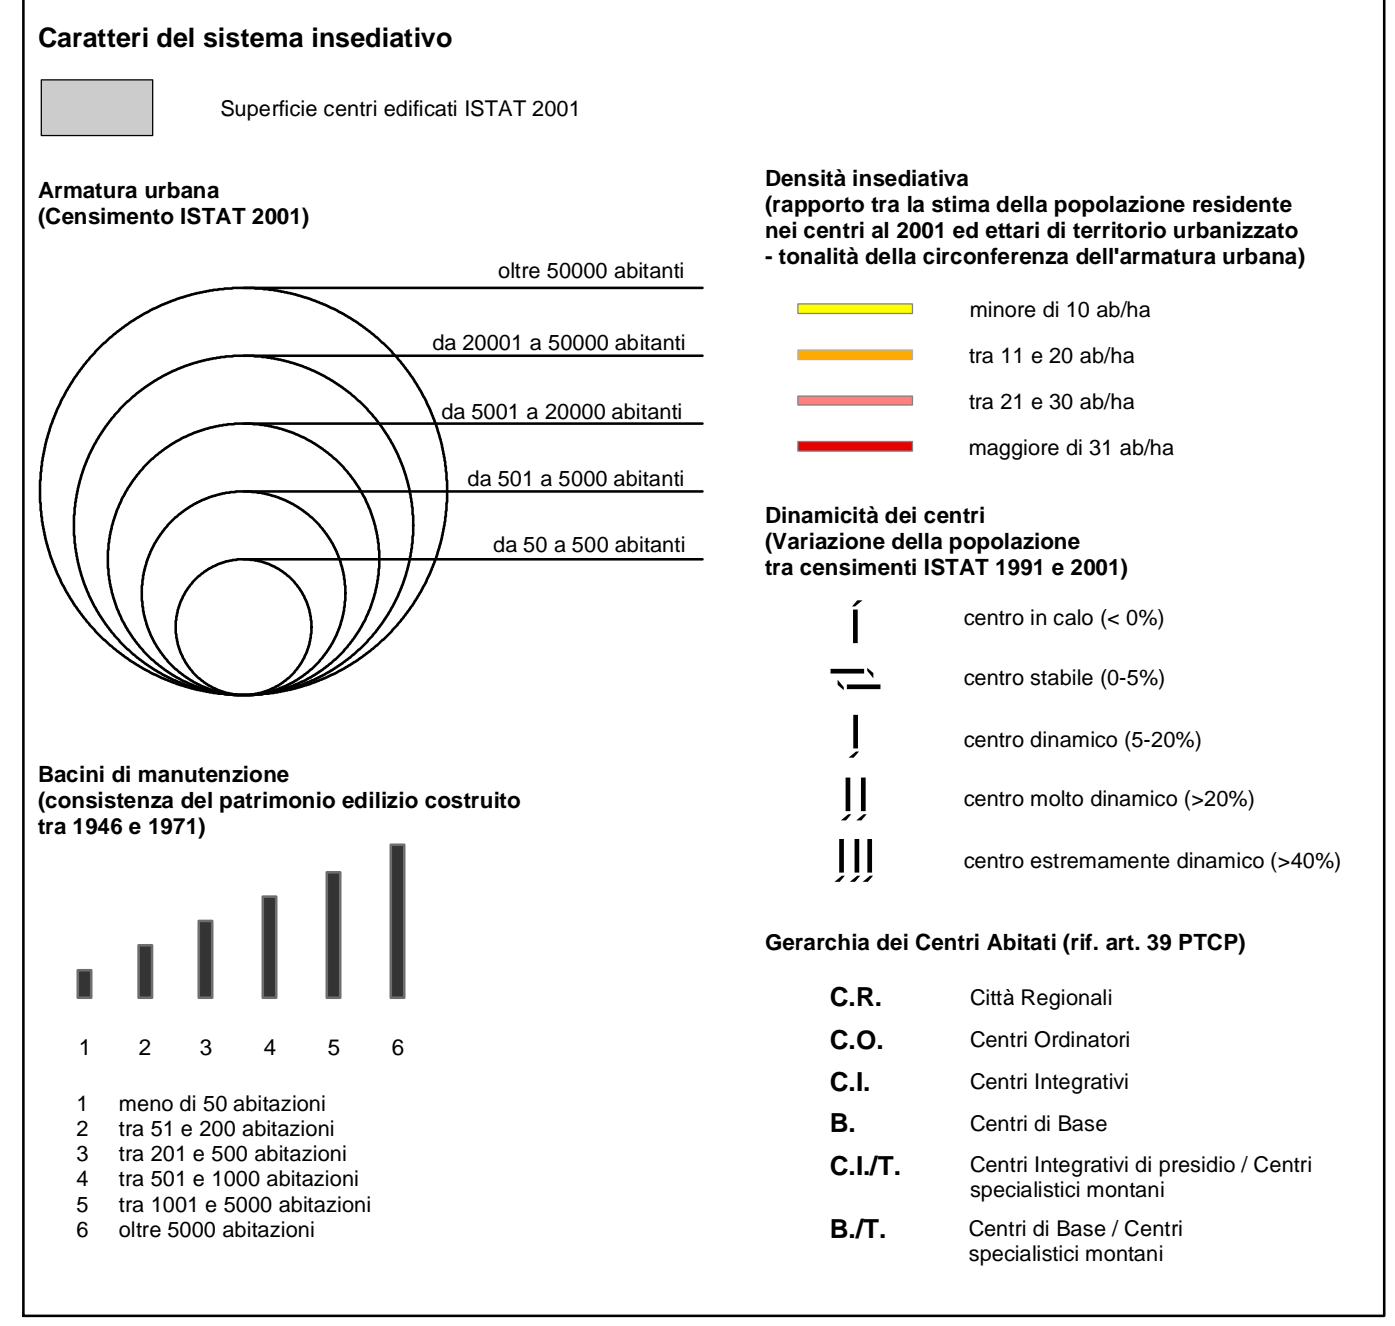 Caratteri del sistema insediativo
Superficie centri edificati ISTAT 2001
Armatura urbana
(Censimento ISTAT 2001)
oltre 50000 abitanti
da 20001 a 50000 abitanti
da 5001 a 20000 abitanti
da 501 a 5000 abitanti
da 50 a 500 abitanti
Bacini di manutenzione
(consistenza del patrimonio edilizio costruito
tra 1946 e 1971)
1 2 3 4 5 6
1 meno di 50 abitazioni
2 tra 51 e 200 abitazioni
3 tra 201 e 500 abitazioni
4 tra 501 e 1000 abitazioni
5 tra 1001 e 5000 abitazioni
6 oltre 5000 abitazioni
Densità insediativa
(rapporto tra la stima della popolazione residente
nei centri al 2001 ed ettari di territorio urbanizzato
- tonalità della circonferenza dell'armatura urbana)
minore di 10 ab/ha
tra 11 e 20 ab/ha
tra 21 e 30 ab/ha
maggiore di 31 ab/ha
Dinamicità dei centri
(Variazione della popolazione
tra censimenti ISTAT 1991 e 2001)
centro in calo (< 0%)
centro stabile (0-5%)
centro dinamico (5-20%)
centro molto dinamico (>20%)
centro estremamente dinamico (>40%)
Gerarchia dei Centri Abitati (rif. art. 39 PTCP)
C.R. Città Regionali
C.O. Centri Ordinatori
C.I. Centri Integrativi
B. Centri di Base
C.I./T. Centri Integrativi di presidio / Centri
specialistici montani
B./T. Centri di Base / Centri
specialistici montani